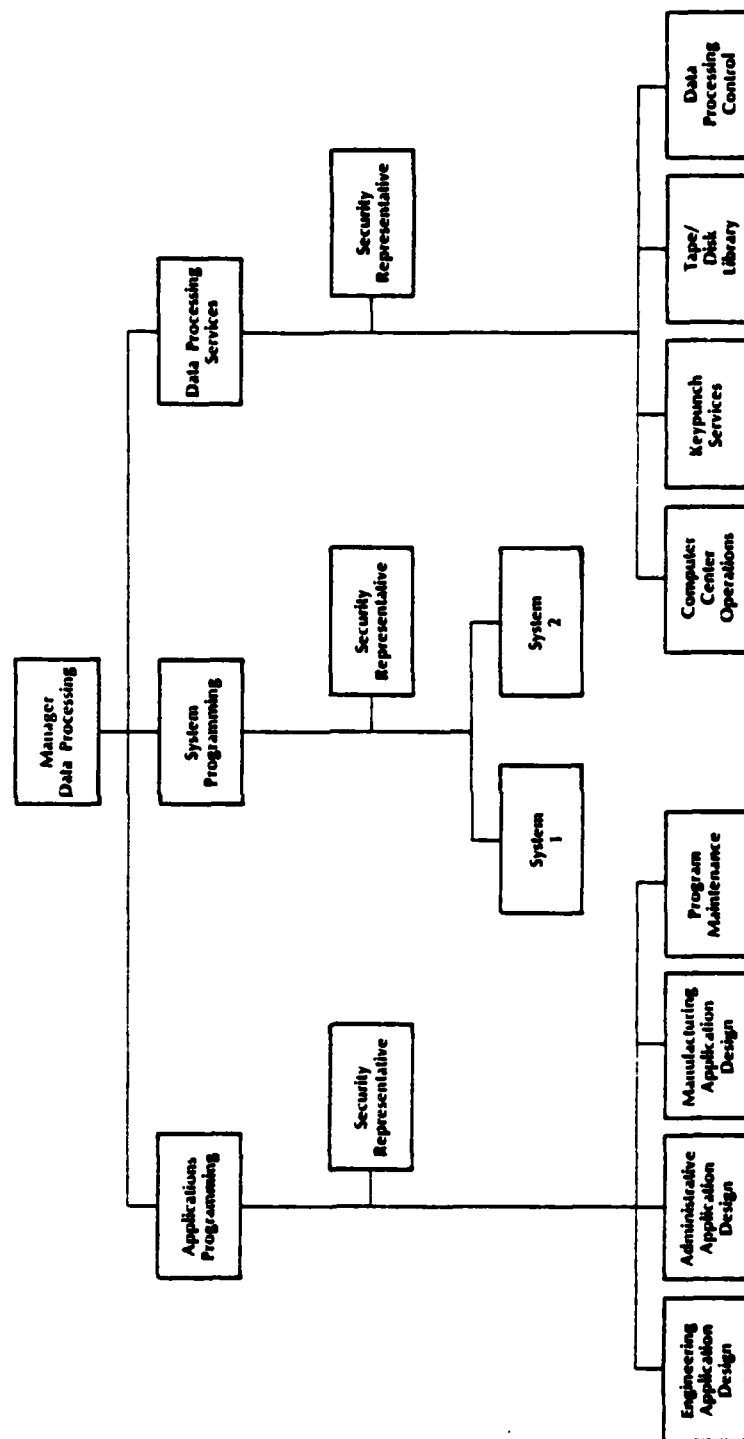 Manager
Data Processing
Applications
Programming
System
Programming
Data Processing
Services
Security
Representative
Security
Representative
Security
Representative
System
1
System
2
Engineering
Application
Design
Administrative
Application
Design
Manufacturing
Application
Design
Program
Maintenance
Computer
Center
Operations
Keypunch
Services
Tape/
Disk
Library
Data
Processing
Control